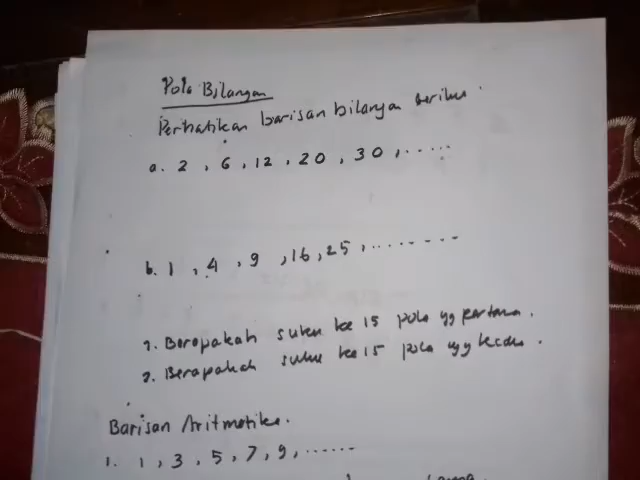 Pola Bilangan
Perhatikan barisan bilangan berikut.
a. 2 , 6 , 12 , 20 , 30 , .....
b. 1 , 4 , 9 , 16 , 25 , ........
1. Berapakah suku ke 15 pola yg pertama.
2. Berapakah suku ke 15 pola yg kedua.
Barisan Aritmatika.
1. 1 , 3 , 5 , 7 , 9 , ......